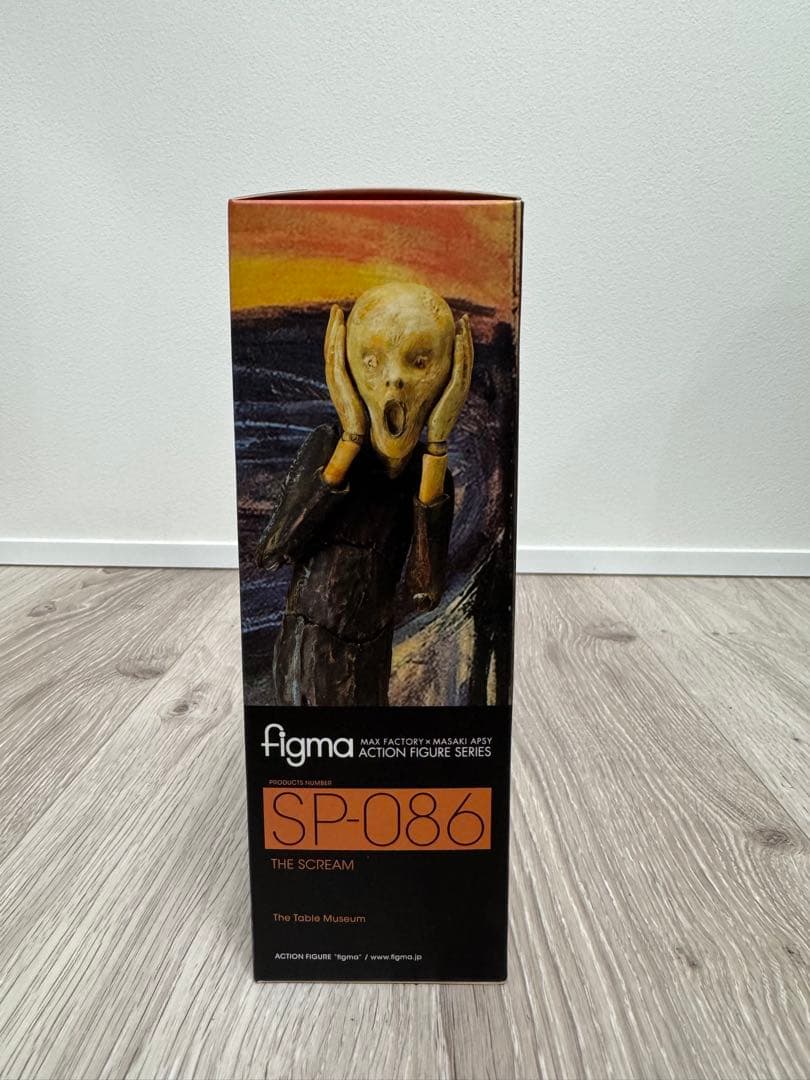 figma MAX FACTORY × MASAKI APSY
ACTION FIGURE SERIES
PRODUCTS NUMBER
SP-086
THE SCREAM
The Table Museum
ACTION FIGURE "figma" / www.figma.jp